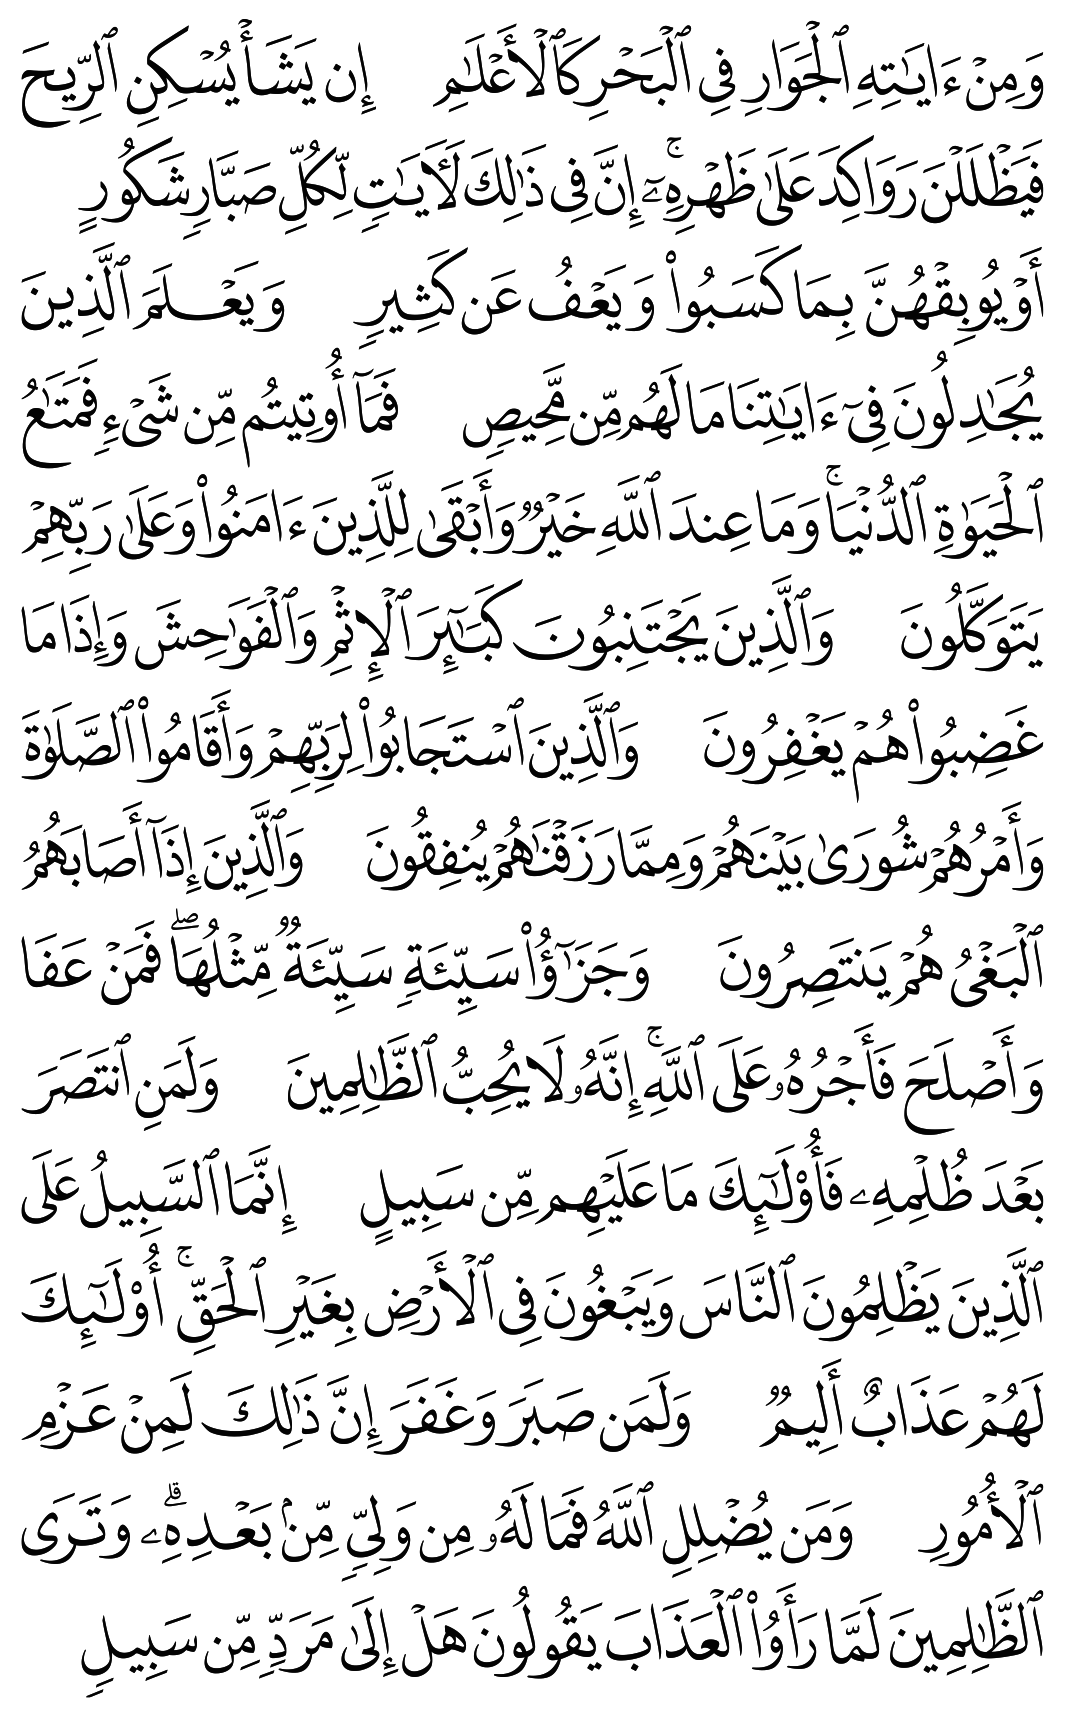 وَمِنْ ءَايَٰتِهِ ٱلْجَوَارِ فِى ٱلْبَحْرِ كَٱلْأَعْلَٰمِ إِن يَشَأْ يُسْكِنِ ٱلرِّيحَ
فَيَظْلَلْنَ رَوَاكِدَ عَلَىٰ ظَهْرِهِۦٓ ۚ إِنَّ فِى ذَٰلِكَ لَءَايَٰتٍ لِّكُلِّ صَبَّارٍ شَكُورٍ
أَوْ يُوبِقْهُنَّ بِمَا كَسَبُوا۟ وَيَعْفُ عَن كَثِيرٍ وَيَعْلَمَ ٱلَّذِينَ
يُجَٰدِلُونَ فِىٓ ءَايَٰتِنَا مَا لَهُم مِّن مَّحِيصٍ فَمَآ أُوتِيتُم مِّن شَىْءٍ فَمَتَٰعُ
ٱلْحَيَوٰةِ ٱلدُّنْيَا ۚ وَمَا عِندَ ٱللَّهِ خَيْرٌ وَأَبْقَىٰ لِلَّذِينَ ءَامَنُوا۟ وَعَلَىٰ رَبِّهِمْ
يَتَوَكَّلُونَ وَٱلَّذِينَ يَجْتَنِبُونَ كَبَٰٓئِرَ ٱلْإِثْمِ وَٱلْفَوَٰحِشَ وَإِذَا مَا
غَضِبُوا۟ هُمْ يَغْفِرُونَ وَٱلَّذِينَ ٱسْتَجَابُوا۟ لِرَبِّهِمْ وَأَقَامُوا۟ ٱلصَّلَوٰةَ
وَأَمْرُهُمْ شُورَىٰ بَيْنَهُمْ وَمِمَّا رَزَقْنَٰهُمْ يُنفِقُونَ وَٱلَّذِينَ إِذَآ أَصَابَهُمُ
ٱلْبَغْىُ هُمْ يَنتَصِرُونَ وَجَزَٰٓؤُا۟ سَيِّئَةٍ سَيِّئَةٌ مِّثْلُهَا ۖ فَمَنْ عَفَا
وَأَصْلَحَ فَأَجْرُهُۥ عَلَى ٱللَّهِ ۚ إِنَّهُۥ لَا يُحِبُّ ٱلظَّٰلِمِينَ وَلَمَنِ ٱنتَصَرَ
بَعْدَ ظُلْمِهِۦ فَأُو۟لَٰٓئِكَ مَا عَلَيْهِم مِّن سَبِيلٍ إِنَّمَا ٱلسَّبِيلُ عَلَى
ٱلَّذِينَ يَظْلِمُونَ ٱلنَّاسَ وَيَبْغُونَ فِى ٱلْأَرْضِ بِغَيْرِ ٱلْحَقِّ ۚ أُو۟لَٰٓئِكَ
لَهُمْ عَذَابٌ أَلِيمٌ وَلَمَن صَبَرَ وَغَفَرَ إِنَّ ذَٰلِكَ لَمِنْ عَزْمِ
ٱلْأُمُورِ وَمَن يُضْلِلِ ٱللَّهُ فَمَا لَهُۥ مِن وَلِىٍّ مِّنۢ بَعْدِهِۦ ۗ وَتَرَى
ٱلظَّٰلِمِينَ لَمَّا رَأَوُا۟ ٱلْعَذَابَ يَقُولُونَ هَلْ إِلَىٰ مَرَدٍّ مِّن سَبِيلٍ